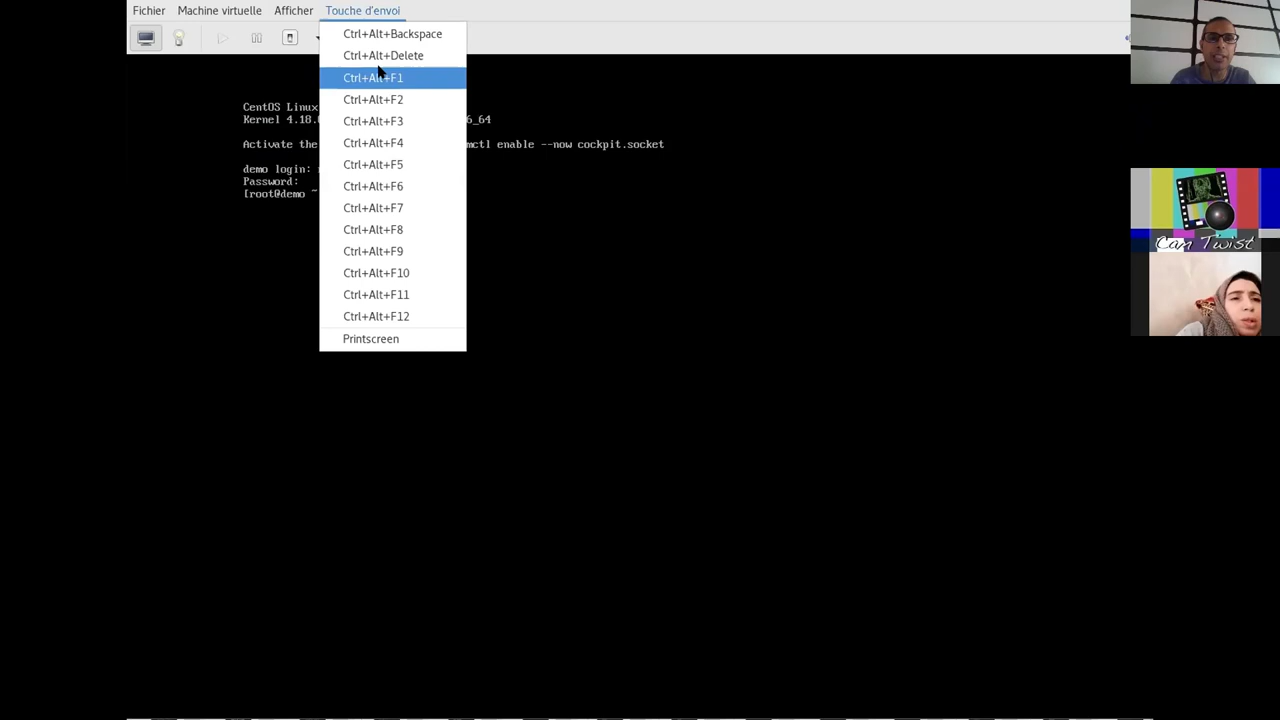 Fichier Machine virtuelle Afficher Touche d'envoi
Ctrl+Alt+Backspace
Ctrl+Alt+Delete
Ctrl+Alt+F1
Ctrl+Alt+F2
Ctrl+Alt+F3
Ctrl+Alt+F4
Ctrl+Alt+F5
Ctrl+Alt+F6
Ctrl+Alt+F7
Ctrl+Alt+F8
Ctrl+Alt+F9
Ctrl+Alt+F10
Ctrl+Alt+F11
Ctrl+Alt+F12
Printscreen
CentOS Linux
Kernel 4.18. 6_64
Activate the mctl enable --now cockpit.socket
demo login:
Password:
[root@demo ~
Cam Twist